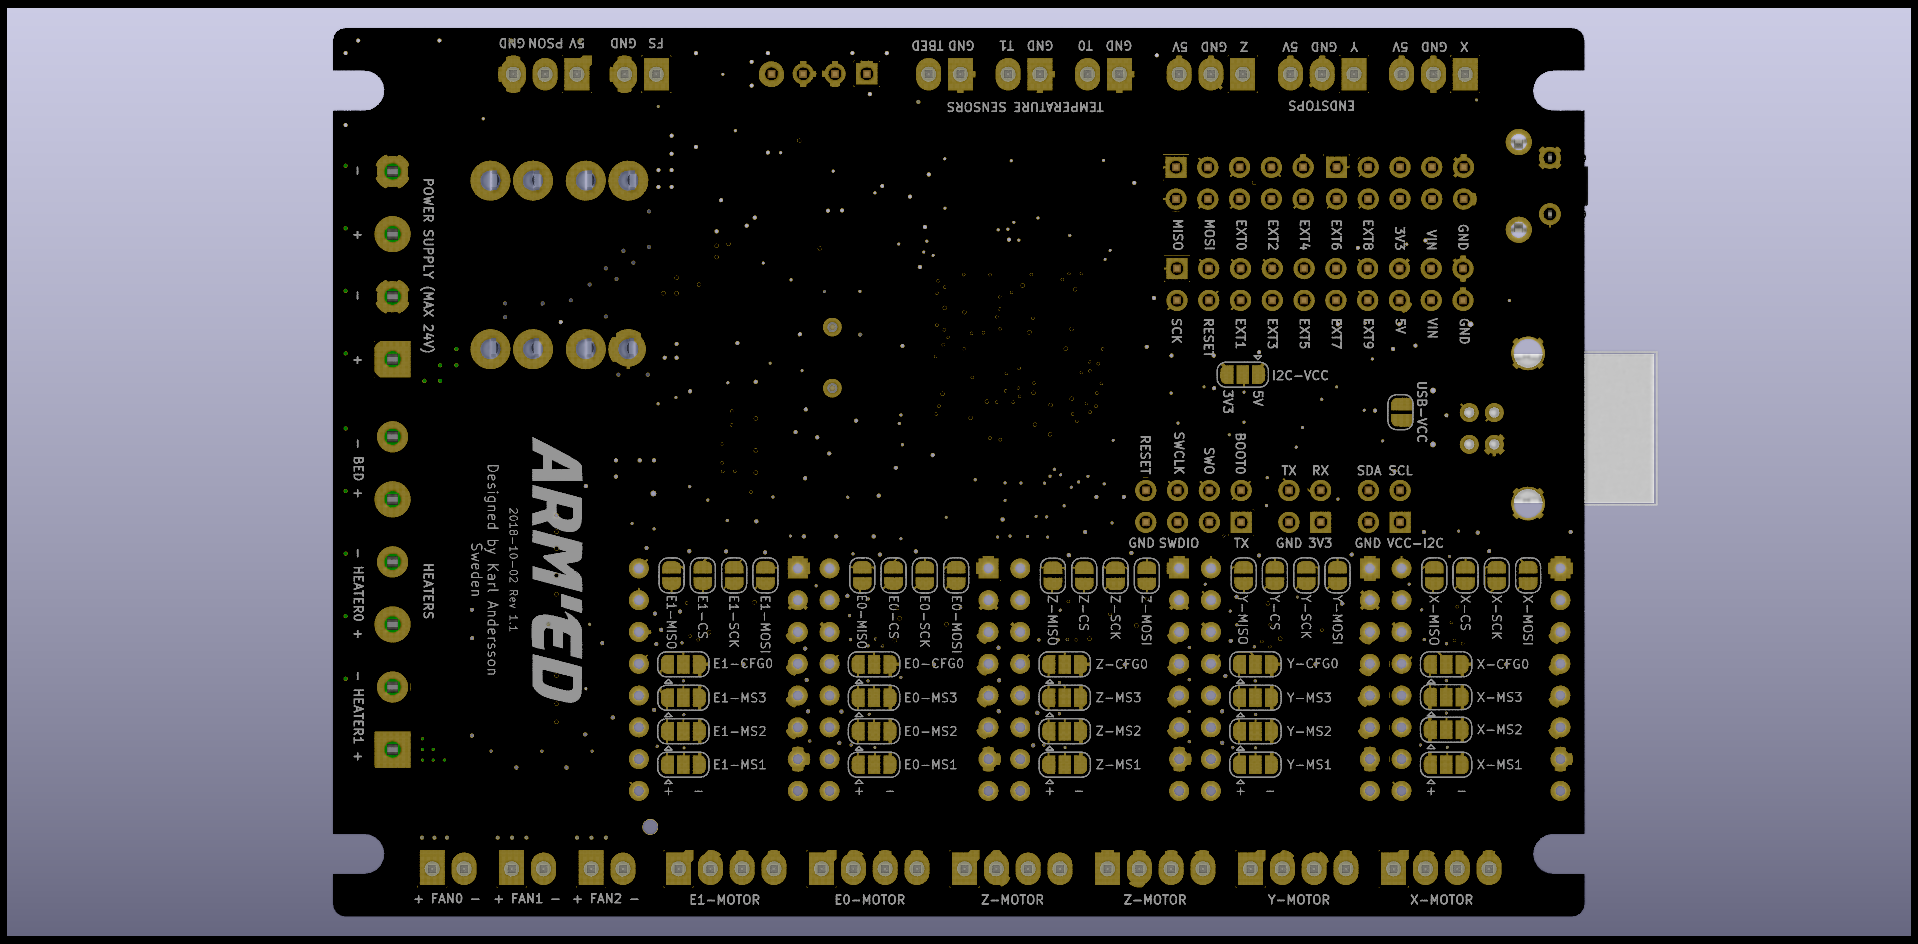 GND PSON 5V GND FS
TBED GND T1 GND T0 GND
5V GND Z 5V GND Y 5V GND X
TEMPERATURE SENSORS
ENDSTOPS
- + - +
POWER SUPPLY (MAX 24V)
MISO MOSI EXT0 EXT2 EXT4 EXT6 EXT8 3V3 VIN GND
SCK RESET EXT1 EXT3 EXT5 EXT7 EXT9 5V VIN GND
I2C-VCC
3V3 5V
USB-VCC
- BED +
- HEATER0 +
- HEATER1 +
HEATERS
ARM'ED
2018-10-02 Rev 1.1
Designed by Karl Andersson
Sweden
RESET SWCLK SWO BOOT0 TX RX SDA SCL
GND SWDIO TX GND 3V3 GND VCC-I2C
E1-MISO E1-CS E1-SCK E1-MOSI E0-MISO E0-CS E0-SCK E0-MOSI Z-MISO Z-CS Z-SCK Z-MOSI Y-MISO Y-CS Y-SCK Y-MOSI X-MISO X-CS X-SCK X-MOSI
E1-CFG0 E0-CFG0 Z-CFG0 Y-CFG0 X-CFG0
E1-MS3 E0-MS3 Z-MS3 Y-MS3 X-MS3
E1-MS2 E0-MS2 Z-MS2 Y-MS2 X-MS2
E1-MS1 E0-MS1 Z-MS1 Y-MS1 X-MS1
+ - + - + - + - + -
+ FAN0 - + FAN1 - + FAN2 - E1-MOTOR E0-MOTOR Z-MOTOR Z-MOTOR Y-MOTOR X-MOTOR